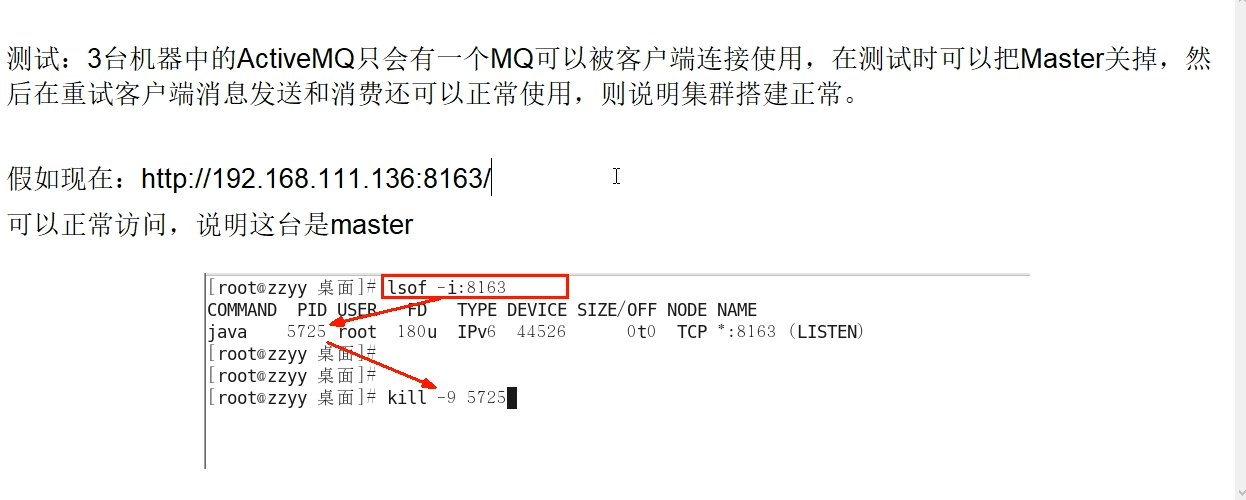 测试：3台机器中的ActiveMQ只会有一个MQ可以被客户端连接使用，在测试时可以把Master关掉，然
后在重试客户端消息发送和消费还可以正常使用，则说明集群搭建正常。
假如现在：http://192.168.111.136:8163/
可以正常访问，说明这台是master
[root@zzyy 桌面]# lsof -i:8163
COMMAND  PID USER   FD   TYPE DEVICE SIZE/OFF NODE NAME
java    5725 root  180u  IPv6  44526      0t0  TCP *:8163 (LISTEN)
[root@zzyy 桌面]#
[root@zzyy 桌面]#
[root@zzyy 桌面]# kill -9 5725